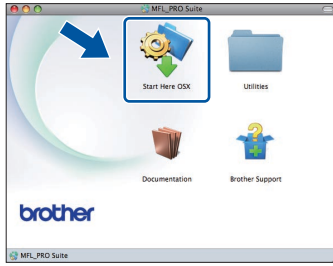 MFL_PRO Suite
Start Here OSX
Utilities
Documentation
Brother Support
brother
MFL_PRO Suite